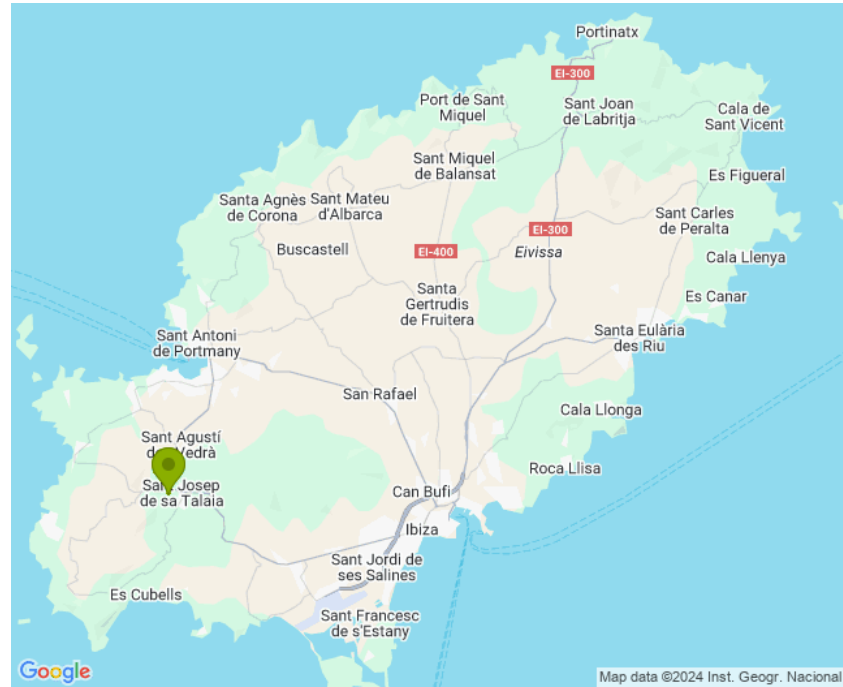 Portinatx
EI-300
Port de Sant
Miquel
Sant Joan
de Labritja
Cala de
Sant Vicent
Sant Miquel
de Balansat
Es Figueral
Santa Agnès
de Corona
Sant Mateu
d'Albarca
Sant Carles
de Peralta
EI-300
Buscastell
EI-400
Eivissa
Cala Llenya
Santa
Gertrudis
de Fruitera
Es Canar
Sant Antoni
de Portmany
Santa Eulària
des Riu
San Rafael
Cala Llonga
Sant Agustí
Vedrà
Roca Llisa
Sant Josep
de sa Talaia
Can Bufi
Ibiza
Sant Jordi de
ses Salines
Es Cubells
Sant Francesc
de s'Estany
Google
Map data ©2024 Inst. Geogr. Nacional